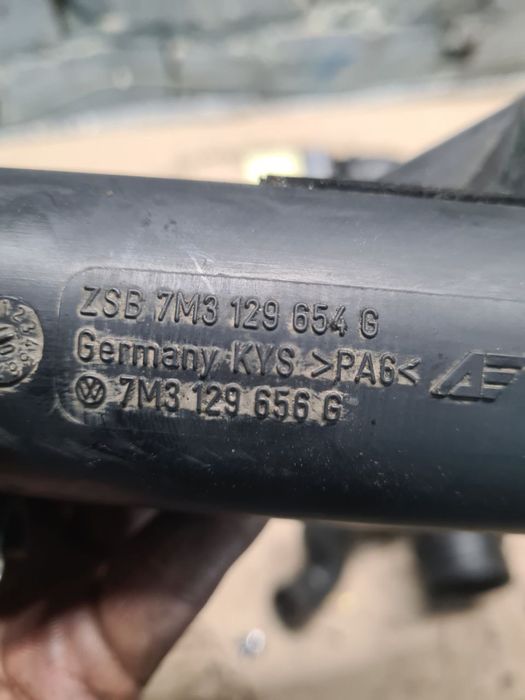 ZSB 7M3 129 654 G
Germany KYS >PA6<
7M3 129 656 G